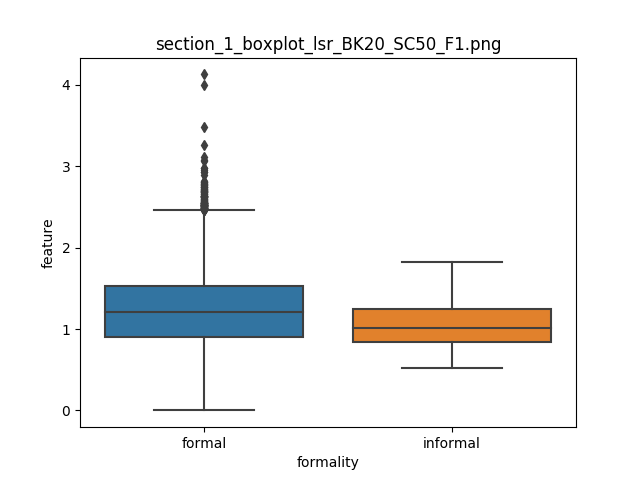 section_1_boxplot_lsr_BK20_SC50_F1.png
4
3
2
1
0
feature
formal informal
formality